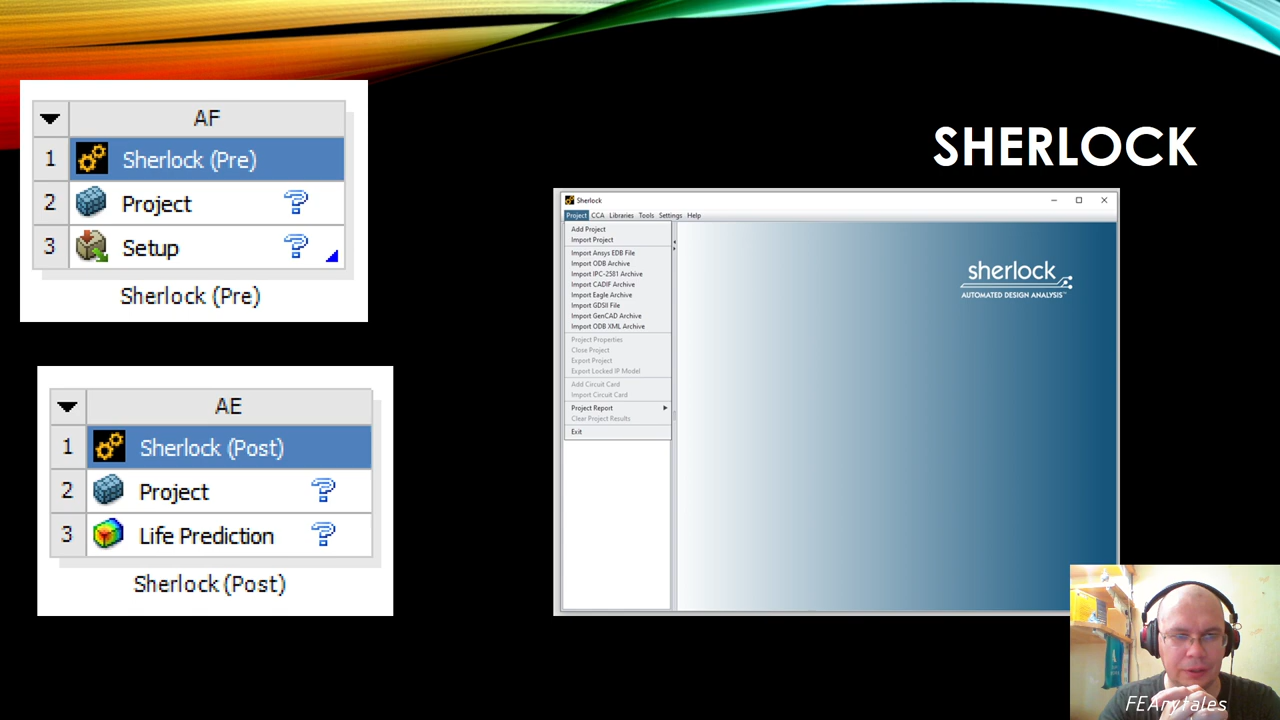 SHERLOCK
AF
1 Sherlock (Pre)
2 Project
3 Setup
Sherlock (Pre)
AE
1 Sherlock (Post)
2 Project
3 Life Prediction
Sherlock (Post)
Sherlock
Project CCA Libraries Tools Settings Help
Add Project
Import Project
Import Ansys EDB File
Import ODB Archive
Import IPC-2581 Archive
Import CADIF Archive
Import Eagle Archive
Import GDSII File
Import GenCAD Archive
Import ODB XML Archive
Project Properties
Close Project
Export Project
Export Locked IP Model
Add Circuit Card
Import Circuit Card
Project Report
Clear Project Results
Exit
sherlock
AUTOMATED DESIGN ANALYSIS™
FEArytales